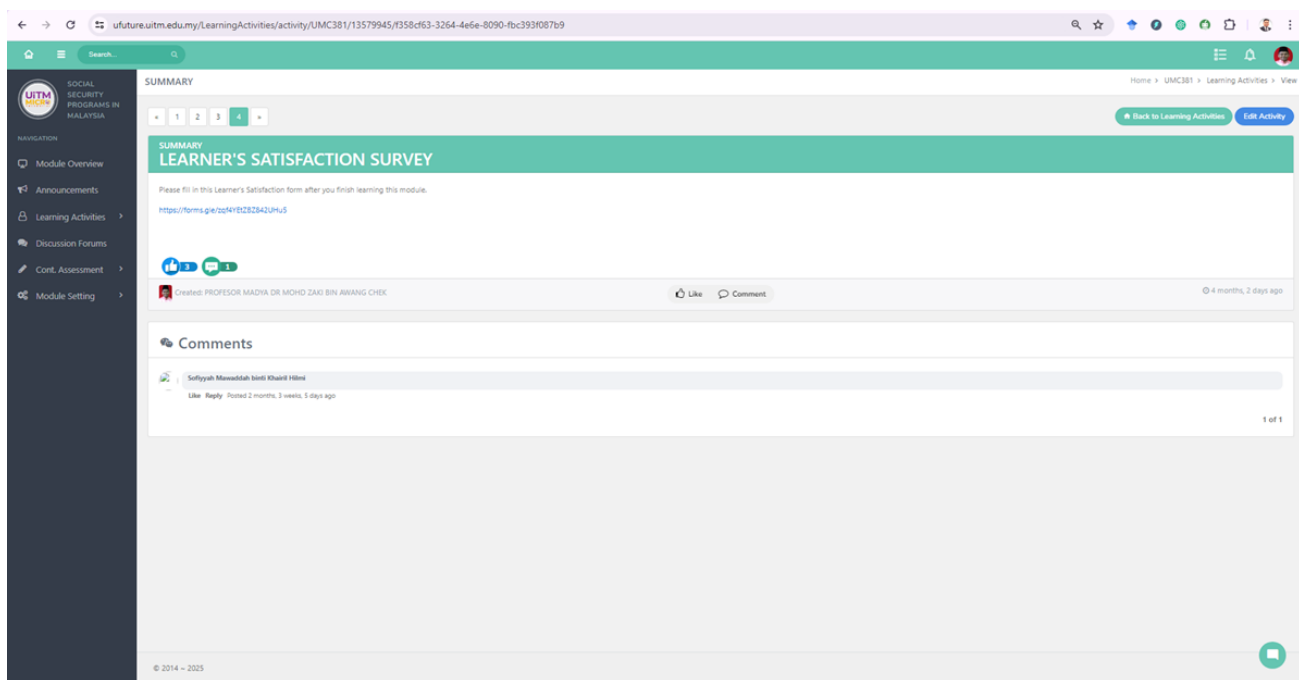 ufuture.uitm.edu.my/LearningActivities/activity/UMC381/13579945/f358cf63-3264-4e6e-8090-fbc393f087b9
Search...
UiTM
MICRO
SOCIAL
SECURITY
PROGRAMS IN
MALAYSIA
NAVIGATION
Module Overview
Announcements
Learning Activities
Discussion Forums
Cont. Assessment
Module Setting
SUMMARY
Home > UMC381 > Learning Activities > View
« 1 2 3 4 »
Back to Learning Activities
Edit Activity
SUMMARY
LEARNER'S SATISFACTION SURVEY
Please fill in this Learner's Satisfaction form after you finish learning this module.
3 1
Created: PROFESOR MADYA DR MOHD ZAKI BIN AWANG CHEK
Like Comment
4 months, 2 days ago
Comments
Sofiyyah Mawaddah binti Khairil Hilmi
Like Reply Posted 2 months, 3 weeks, 5 days ago
1 of 1
© 2014 – 2025